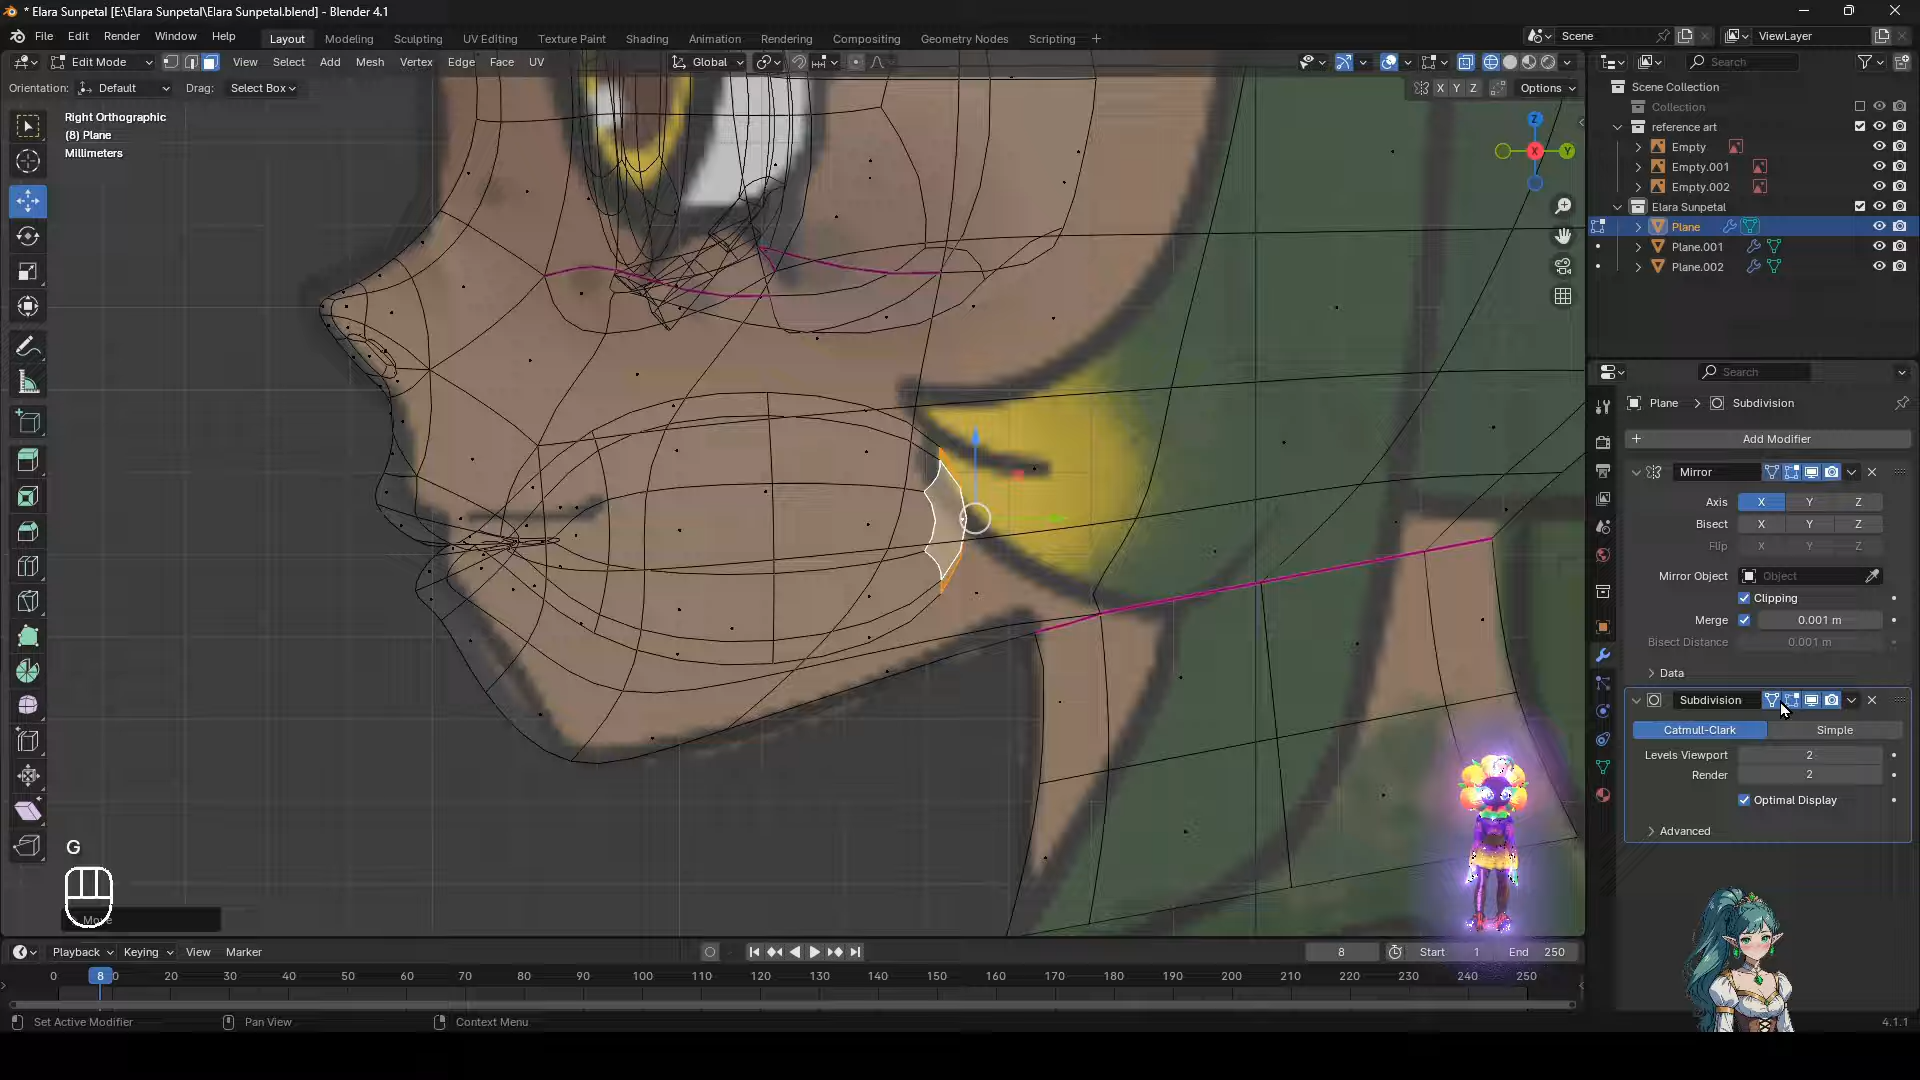 * Elara Sunpetal [E:\Elara Sunpetal\Elara Sunpetal.blend] - Blender 4.1
File Edit Render Window Help Layout Modeling Sculpting UV Editing Texture Paint Shading Animation Rendering Compositing Geometry Nodes Scripting + Scene ViewLayer
Edit Mode View Select Add Mesh Vertex Edge Face UV Global Search
Orientation: Default Drag: Select Box X Y Z Options
Scene Collection
Collection
reference art
Empty
Empty.001
Empty.002
Elara Sunpetal
Plane
Plane.001
Plane.002
Right Orthographic
(8) Plane
Millimeters
Z
X
Y
Search
Plane > Subdivision
+ Add Modifier
Mirror
Axis X Y Z
Bisect X Y Z
Flip X Y Z
Mirror Object Object
Clipping
Merge 0.001 m
Bisect Distance 0.001 m
Data
Subdivision
Catmull-Clark Simple
Levels Viewport 2
Render 2
Optimal Display
Advanced
G
Move
Playback Keying View Marker 8 Start 1 End 250
0 8 20 30 40 50 60 70 80 90 100 110 120 130 140 150 160 170 180 190 200 210 220 230 240 250
Set Active Modifier Pan View Context Menu 4.1.1